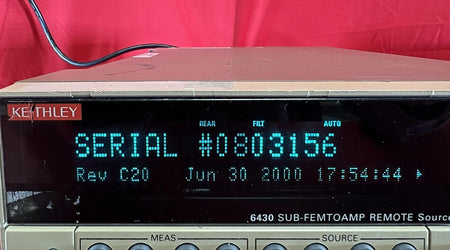 KEITHLEY
REAR FILT AUTO
SERIAL #0803156
Rev C20 Jun 30 2000 17:54:44
6430 SUB-FEMTOAMP REMOTE Source
MEAS SOURCE